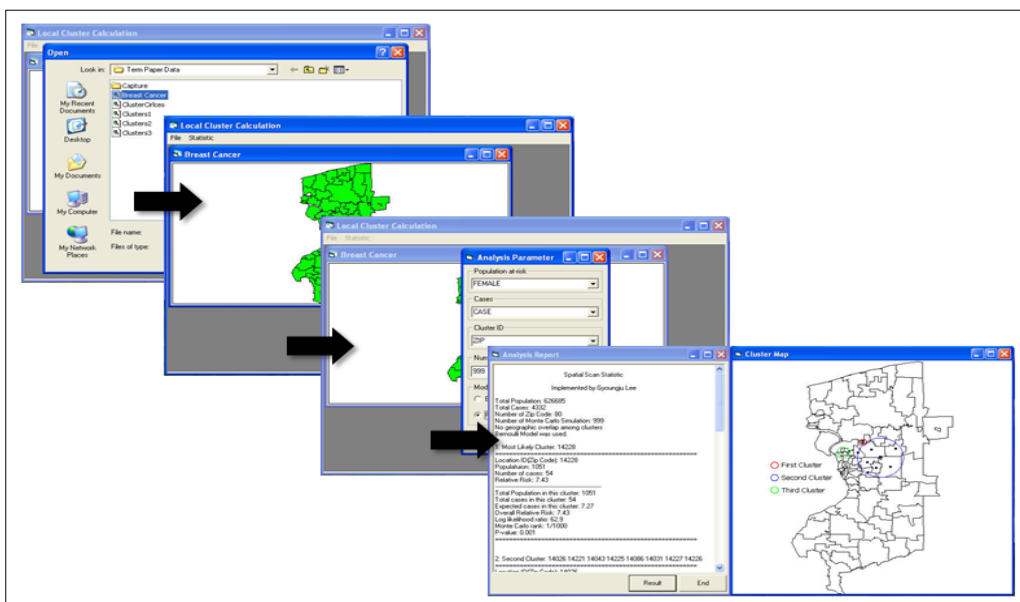 Local Cluster Calculation
File
Open
Look in:
Term Paper Data
Capture
Breast Cancer
ClusterCirlces
Clusters1
Clusters2
Clusters3
My Recent
Documents
Desktop
My Documents
My Computer
My Network
Places
File name:
Files of type:
Local Cluster Calculation
File Statistic
Breast Cancer
Local Cluster Calculation
File Statistic
Breast Cancer
Analysis Parameter
Population at-risk
FEMALE
Cases
CASE
Cluster ID
ZIP
999
Analysis Report
Spatial Scan Statistic
Implemented by Gyoungju Lee
Total Population: 626685
Total Cases: 4332
Number of Zip Code: 80
Number of Monte Carlo Simulation: 999
No geographic overlap among clusters
Bernoulli Model was used.
1. Most Likely Cluster: 14228
Location ID(Zip Code): 14228
Population: 1051
Number of cases: 54
Relative Risk: 7.43
Total Population in this cluster: 1051
Total cases in this cluster: 54
Expected cases in this cluster: 7.27
Overall Relative Risk: 7.43
Log likelihood ratio: 62.9
Monte Carlo rank: 1/1000
P-value: 0.001
2. Second Cluster: 14026 14221 14043 14225 14086 14031 14227 14226
Result
End
Cluster Map
First Cluster
Second Cluster
Third Cluster